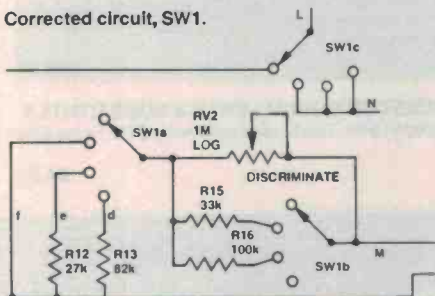 Corrected circuit, SW1.
L
SW1c
N
SW1a
RV2
1M
LOG
DISCRIMINATE
R15
33k
R16
100k
SW1b
M
f
e
d
R12
27k
R13
82k